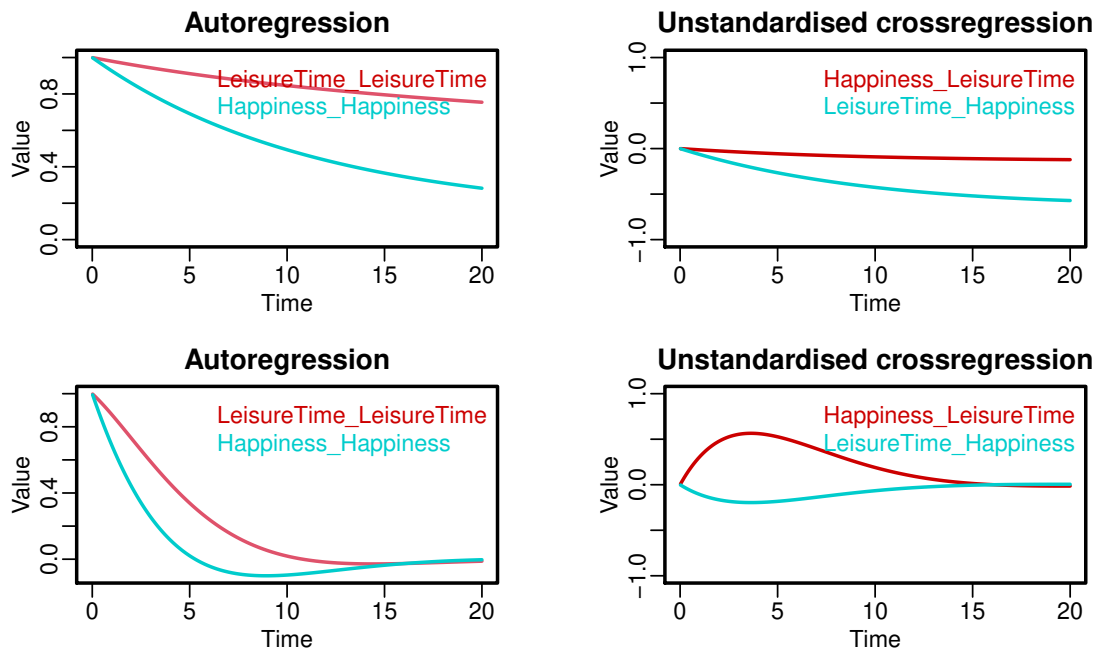 Autoregression
Value
0.0 0.4 0.8
LeisureTime_LeisureTime
Happiness_Happiness
0 5 10 15 20
Time
Unstandardised crossregression
Value
−1.0 0.0 1.0
Happiness_LeisureTime
LeisureTime_Happiness
0 5 10 15 20
Time
Autoregression
Value
0.0 0.4 0.8
LeisureTime_LeisureTime
Happiness_Happiness
0 5 10 15 20
Time
Unstandardised crossregression
Value
−1.0 0.0 1.0
Happiness_LeisureTime
LeisureTime_Happiness
0 5 10 15 20
Time